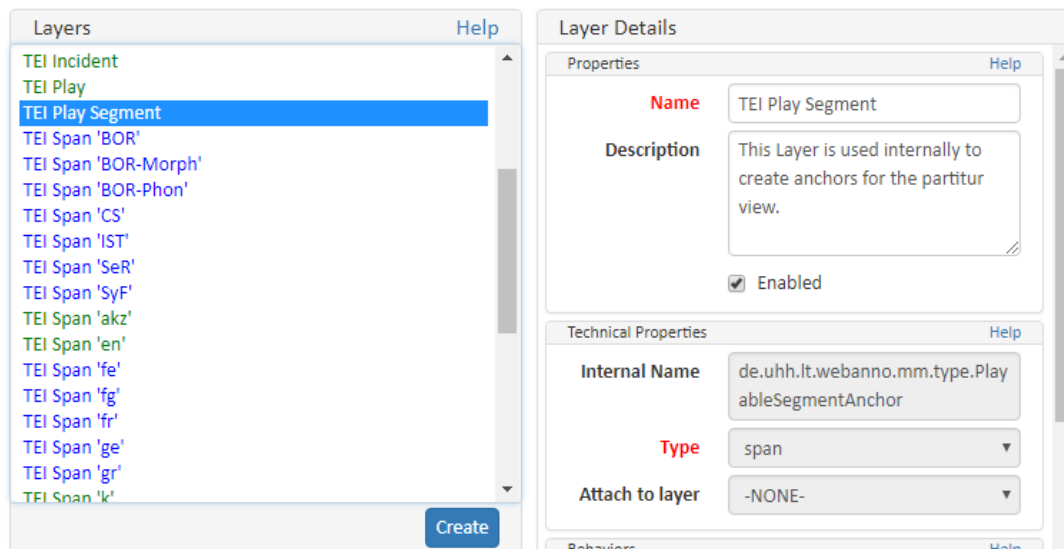 Layers Help
TEI Incident
TEI Play
TEI Play Segment
TEI Span 'BOR'
TEI Span 'BOR-Morph'
TEI Span 'BOR-Phon'
TEI Span 'CS'
TEI Span 'IST'
TEI Span 'SeR'
TEI Span 'SyF'
TEI Span 'akz'
TEI Span 'en'
TEI Span 'fe'
TEI Span 'fg'
TEI Span 'fr'
TEI Span 'ge'
TEI Span 'gr'
TEI Span 'k'
Create
Layer Details
Properties Help
Name TEI Play Segment
Description This Layer is used internally to
create anchors for the partitur
view.
Enabled
Technical Properties Help
Internal Name de.uhh.lt.webanno.mm.type.Play
ableSegmentAnchor
Type span
Attach to layer -NONE-
Behaviors Help